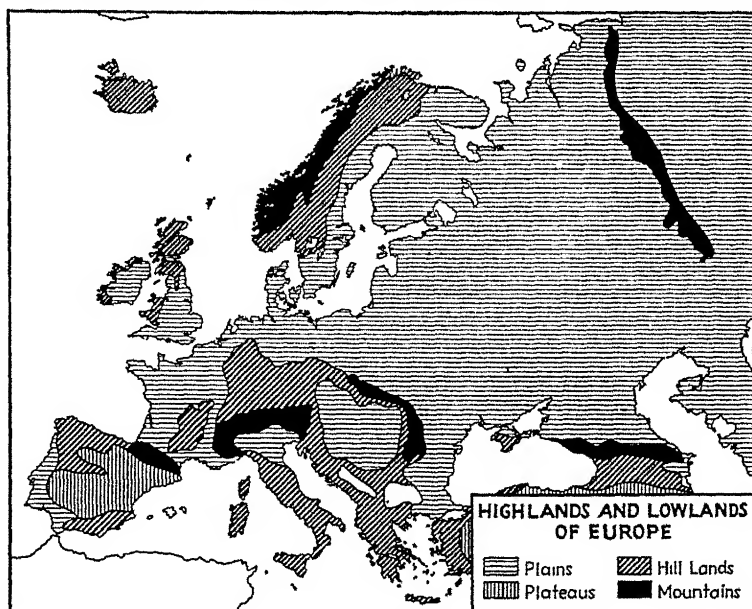 HIGHLANDS AND LOWLANDS
OF EUROPE
Plains
Hill Lands
Plateaus
Mountains